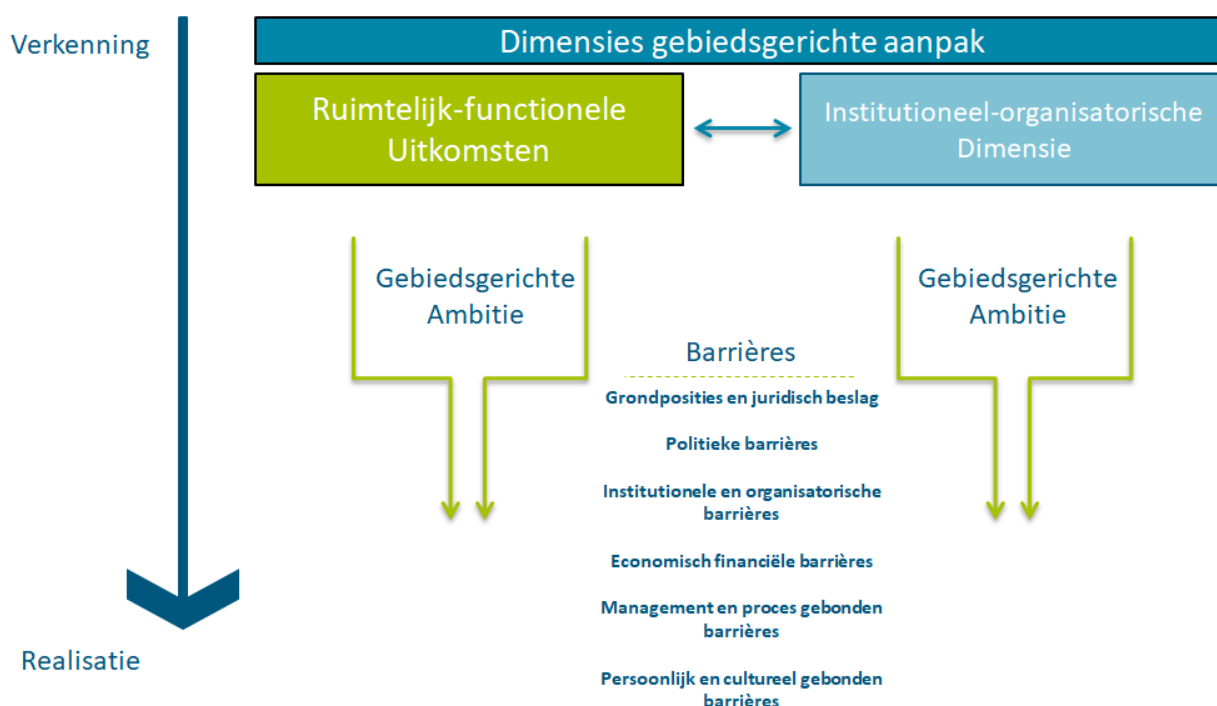 Verkenning
Dimensies gebiedsgerichte aanpak
Ruimtelijk-functionele
Uitkomsten
Institutioneel-organisatorische
Dimensie
Gebiedsgerichte
Ambitie
Gebiedsgerichte
Ambitie
Barrières
Grondposities en juridisch beslag
Politieke barrières
Institutionele en organisatorische
barrières
Economisch financiële barrières
Management en proces gebonden
barrières
Persoonlijk en cultureel gebonden
barrières
Realisatie